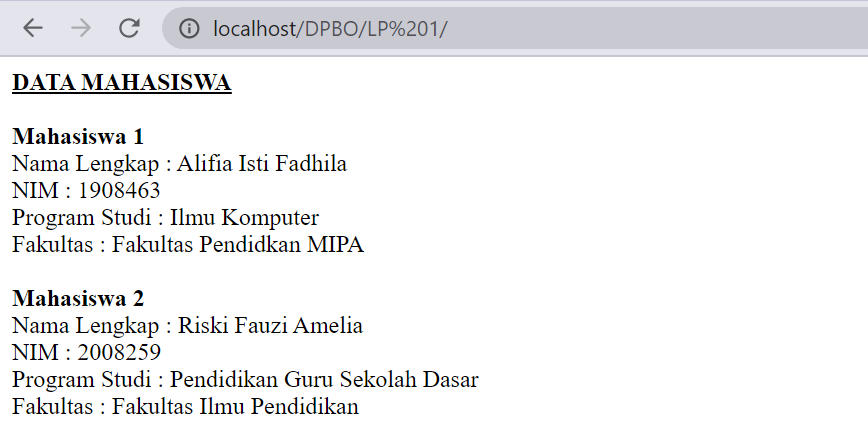 localhost/DPBO/LP%201/
DATA MAHASISWA
Mahasiswa 1
Nama Lengkap : Alifia Isti Fadhila
NIM : 1908463
Program Studi : Ilmu Komputer
Fakultas : Fakultas Pendidkan MIPA
Mahasiswa 2
Nama Lengkap : Riski Fauzi Amelia
NIM : 2008259
Program Studi : Pendidikan Guru Sekolah Dasar
Fakultas : Fakultas Ilmu Pendidikan